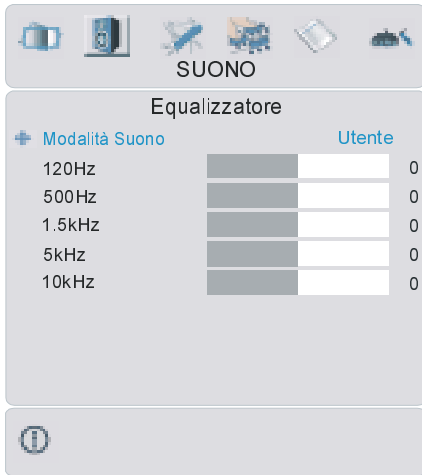 SUONO
Equalizzatore
Modalità Suono Utente
120Hz 0
500Hz 0
1.5kHz 0
5kHz 0
10kHz 0